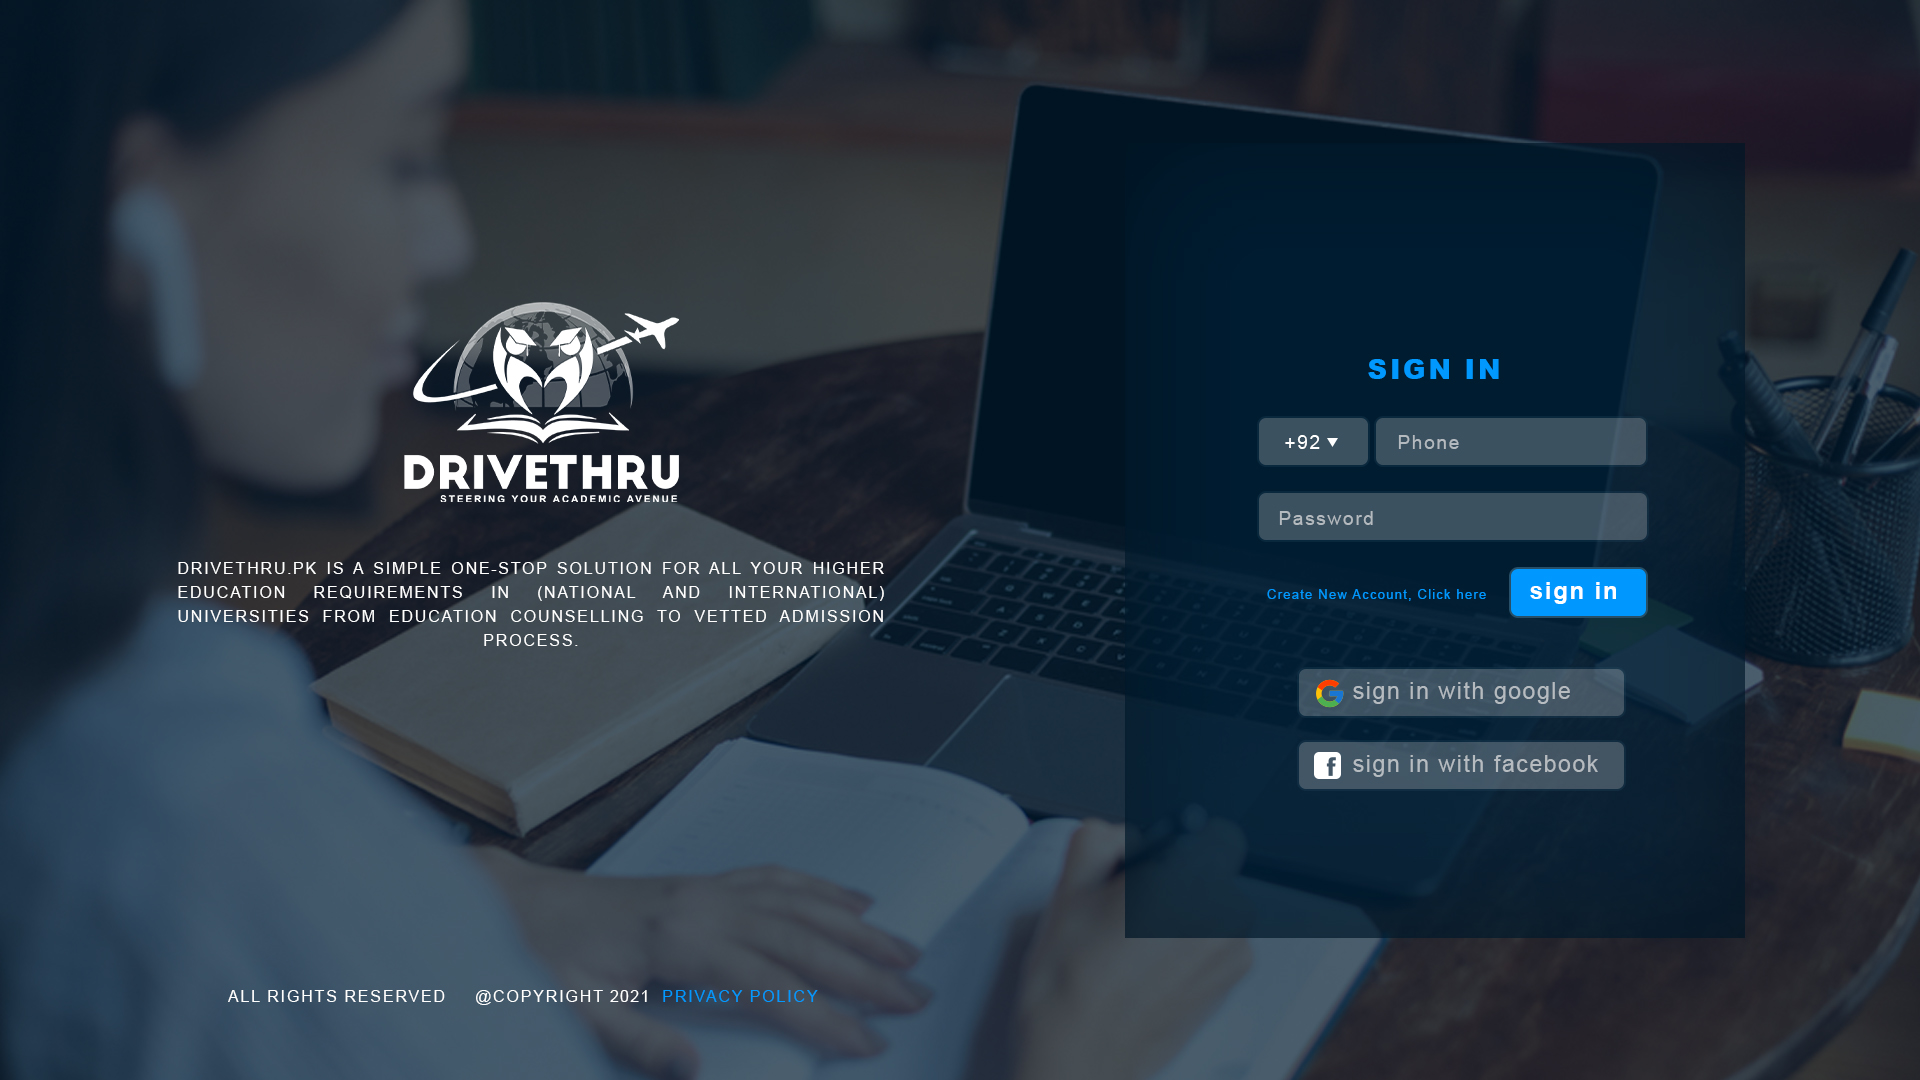 DRIVETHRU
STEERING YOUR ACADEMIC AVENUE
DRIVETHRU.PK IS A SIMPLE ONE-STOP SOLUTION FOR ALL YOUR HIGHER
EDUCATION REQUIREMENTS IN (NATIONAL AND INTERNATIONAL)
UNIVERSITIES FROM EDUCATION COUNSELLING TO VETTED ADMISSION
PROCESS.
ALL RIGHTS RESERVED @COPYRIGHT 2021 PRIVACY POLICY
SIGN IN
+92 Phone
Password
Create New Account, Click here sign in
sign in with google
sign in with facebook